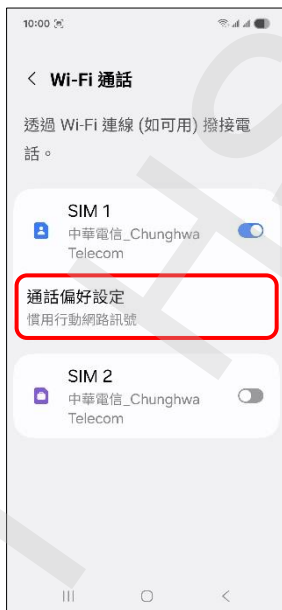 10:00
Wi-Fi 通話
透過 Wi-Fi 連線 (如可用) 撥接電
話。
SIM 1
中華電信_Chunghwa
Telecom
通話偏好設定
慣用行動網路訊號
SIM 2
中華電信_Chunghwa
Telecom